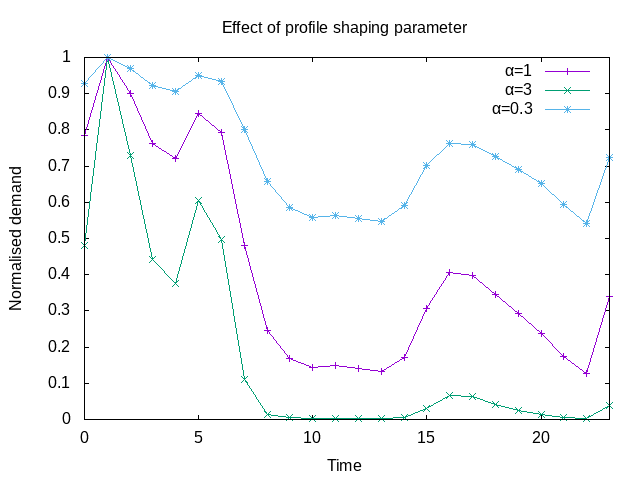 Effect of profile shaping parameter
Normalised demand
1
0.9
0.8
0.7
0.6
0.5
0.4
0.3
0.2
0.1
0
α=1
α=3
α=0.3
0 5 10 15 20
Time